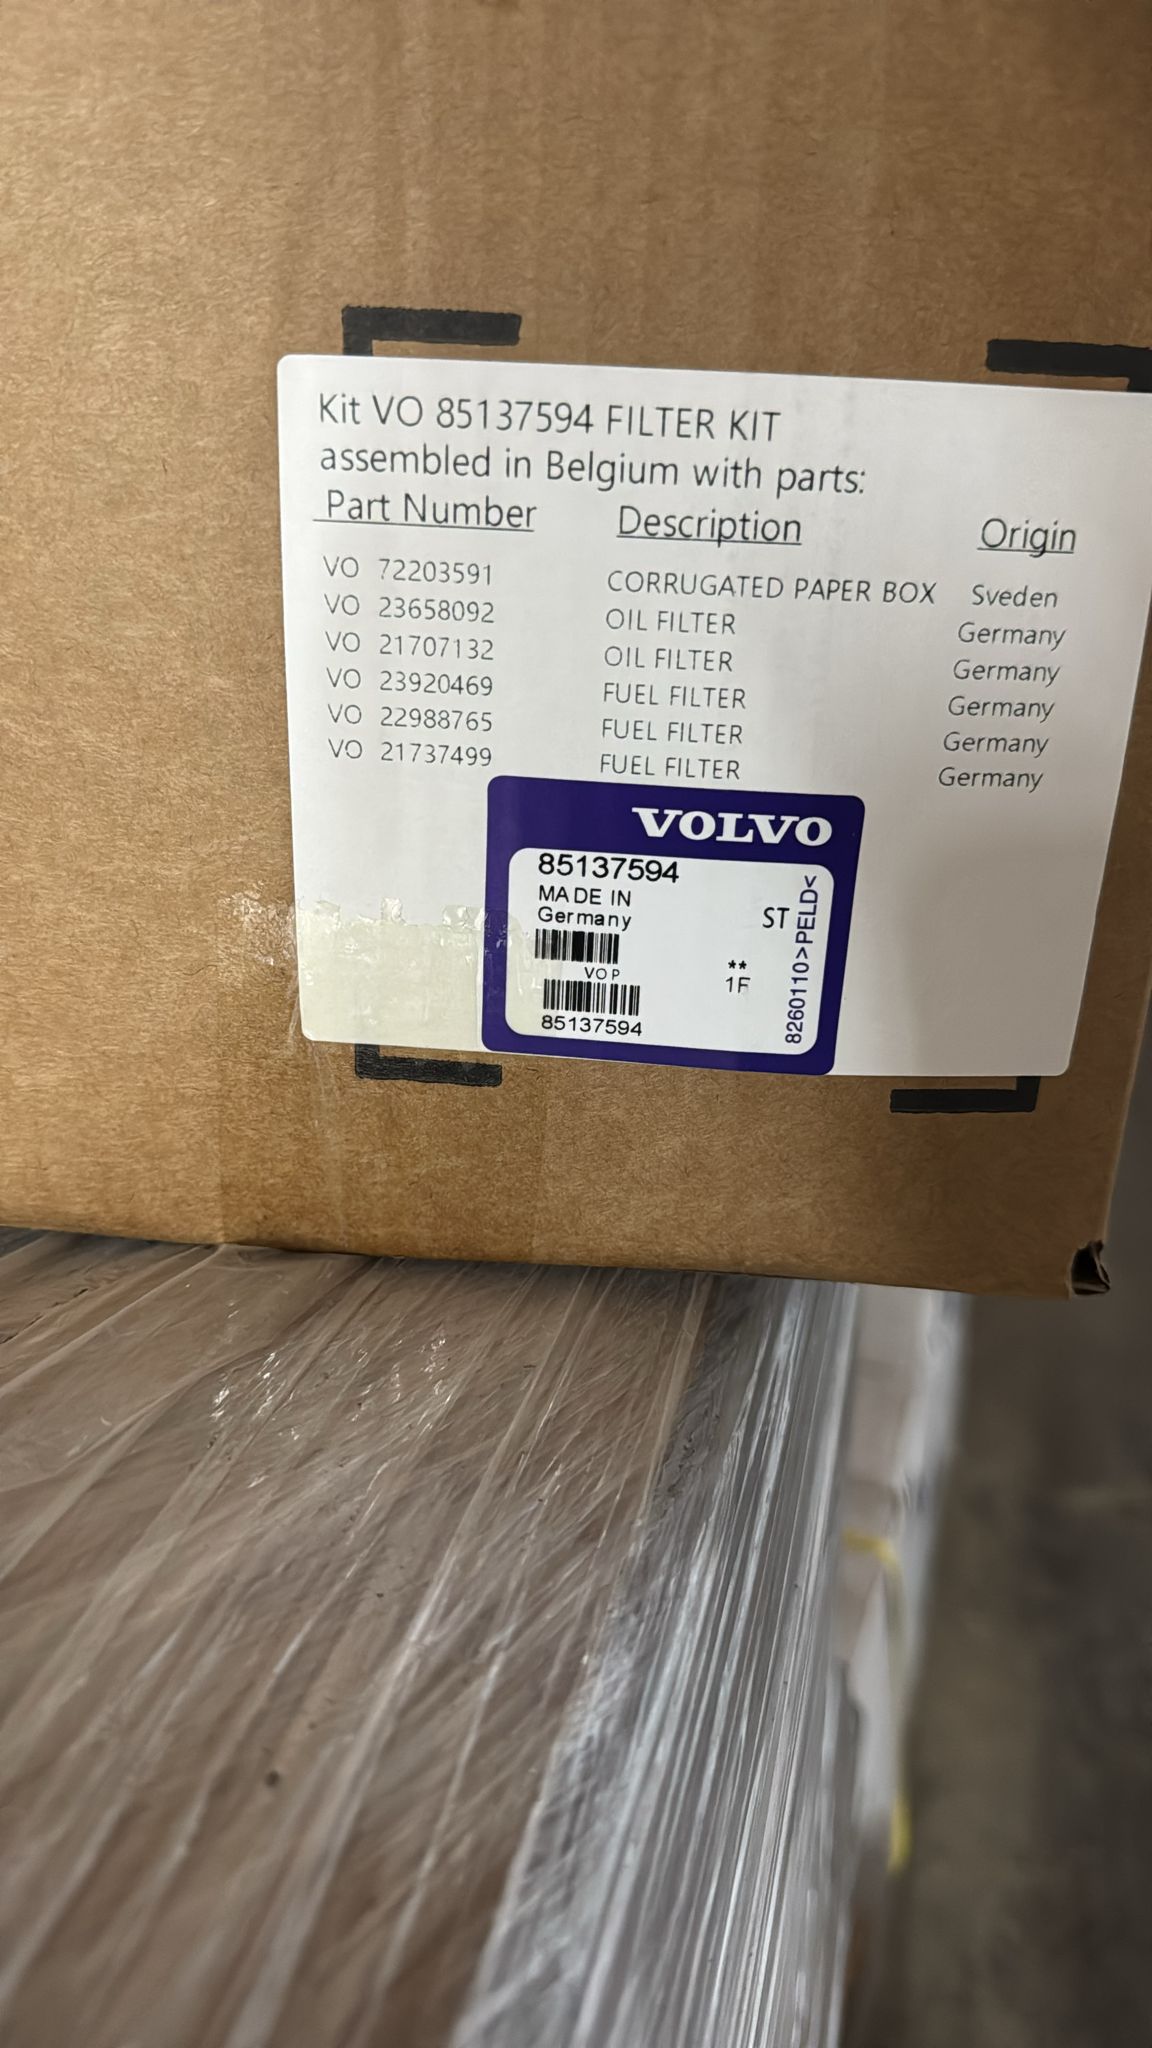 Kit VO 85137594 FILTER KIT
assembled in Belgium with parts:
Part Number Description Origin
VO 72203591 CORRUGATED PAPER BOX Sveden
VO 23658092 OIL FILTER Germany
VO 21707132 OIL FILTER Germany
VO 23920469 FUEL FILTER Germany
VO 22988765 FUEL FILTER Germany
VO 21737499 FUEL FILTER Germany
VOLVO
85137594
MADE IN
Germany
ST
VO P
**
1F
85137594
8260110>PELD<